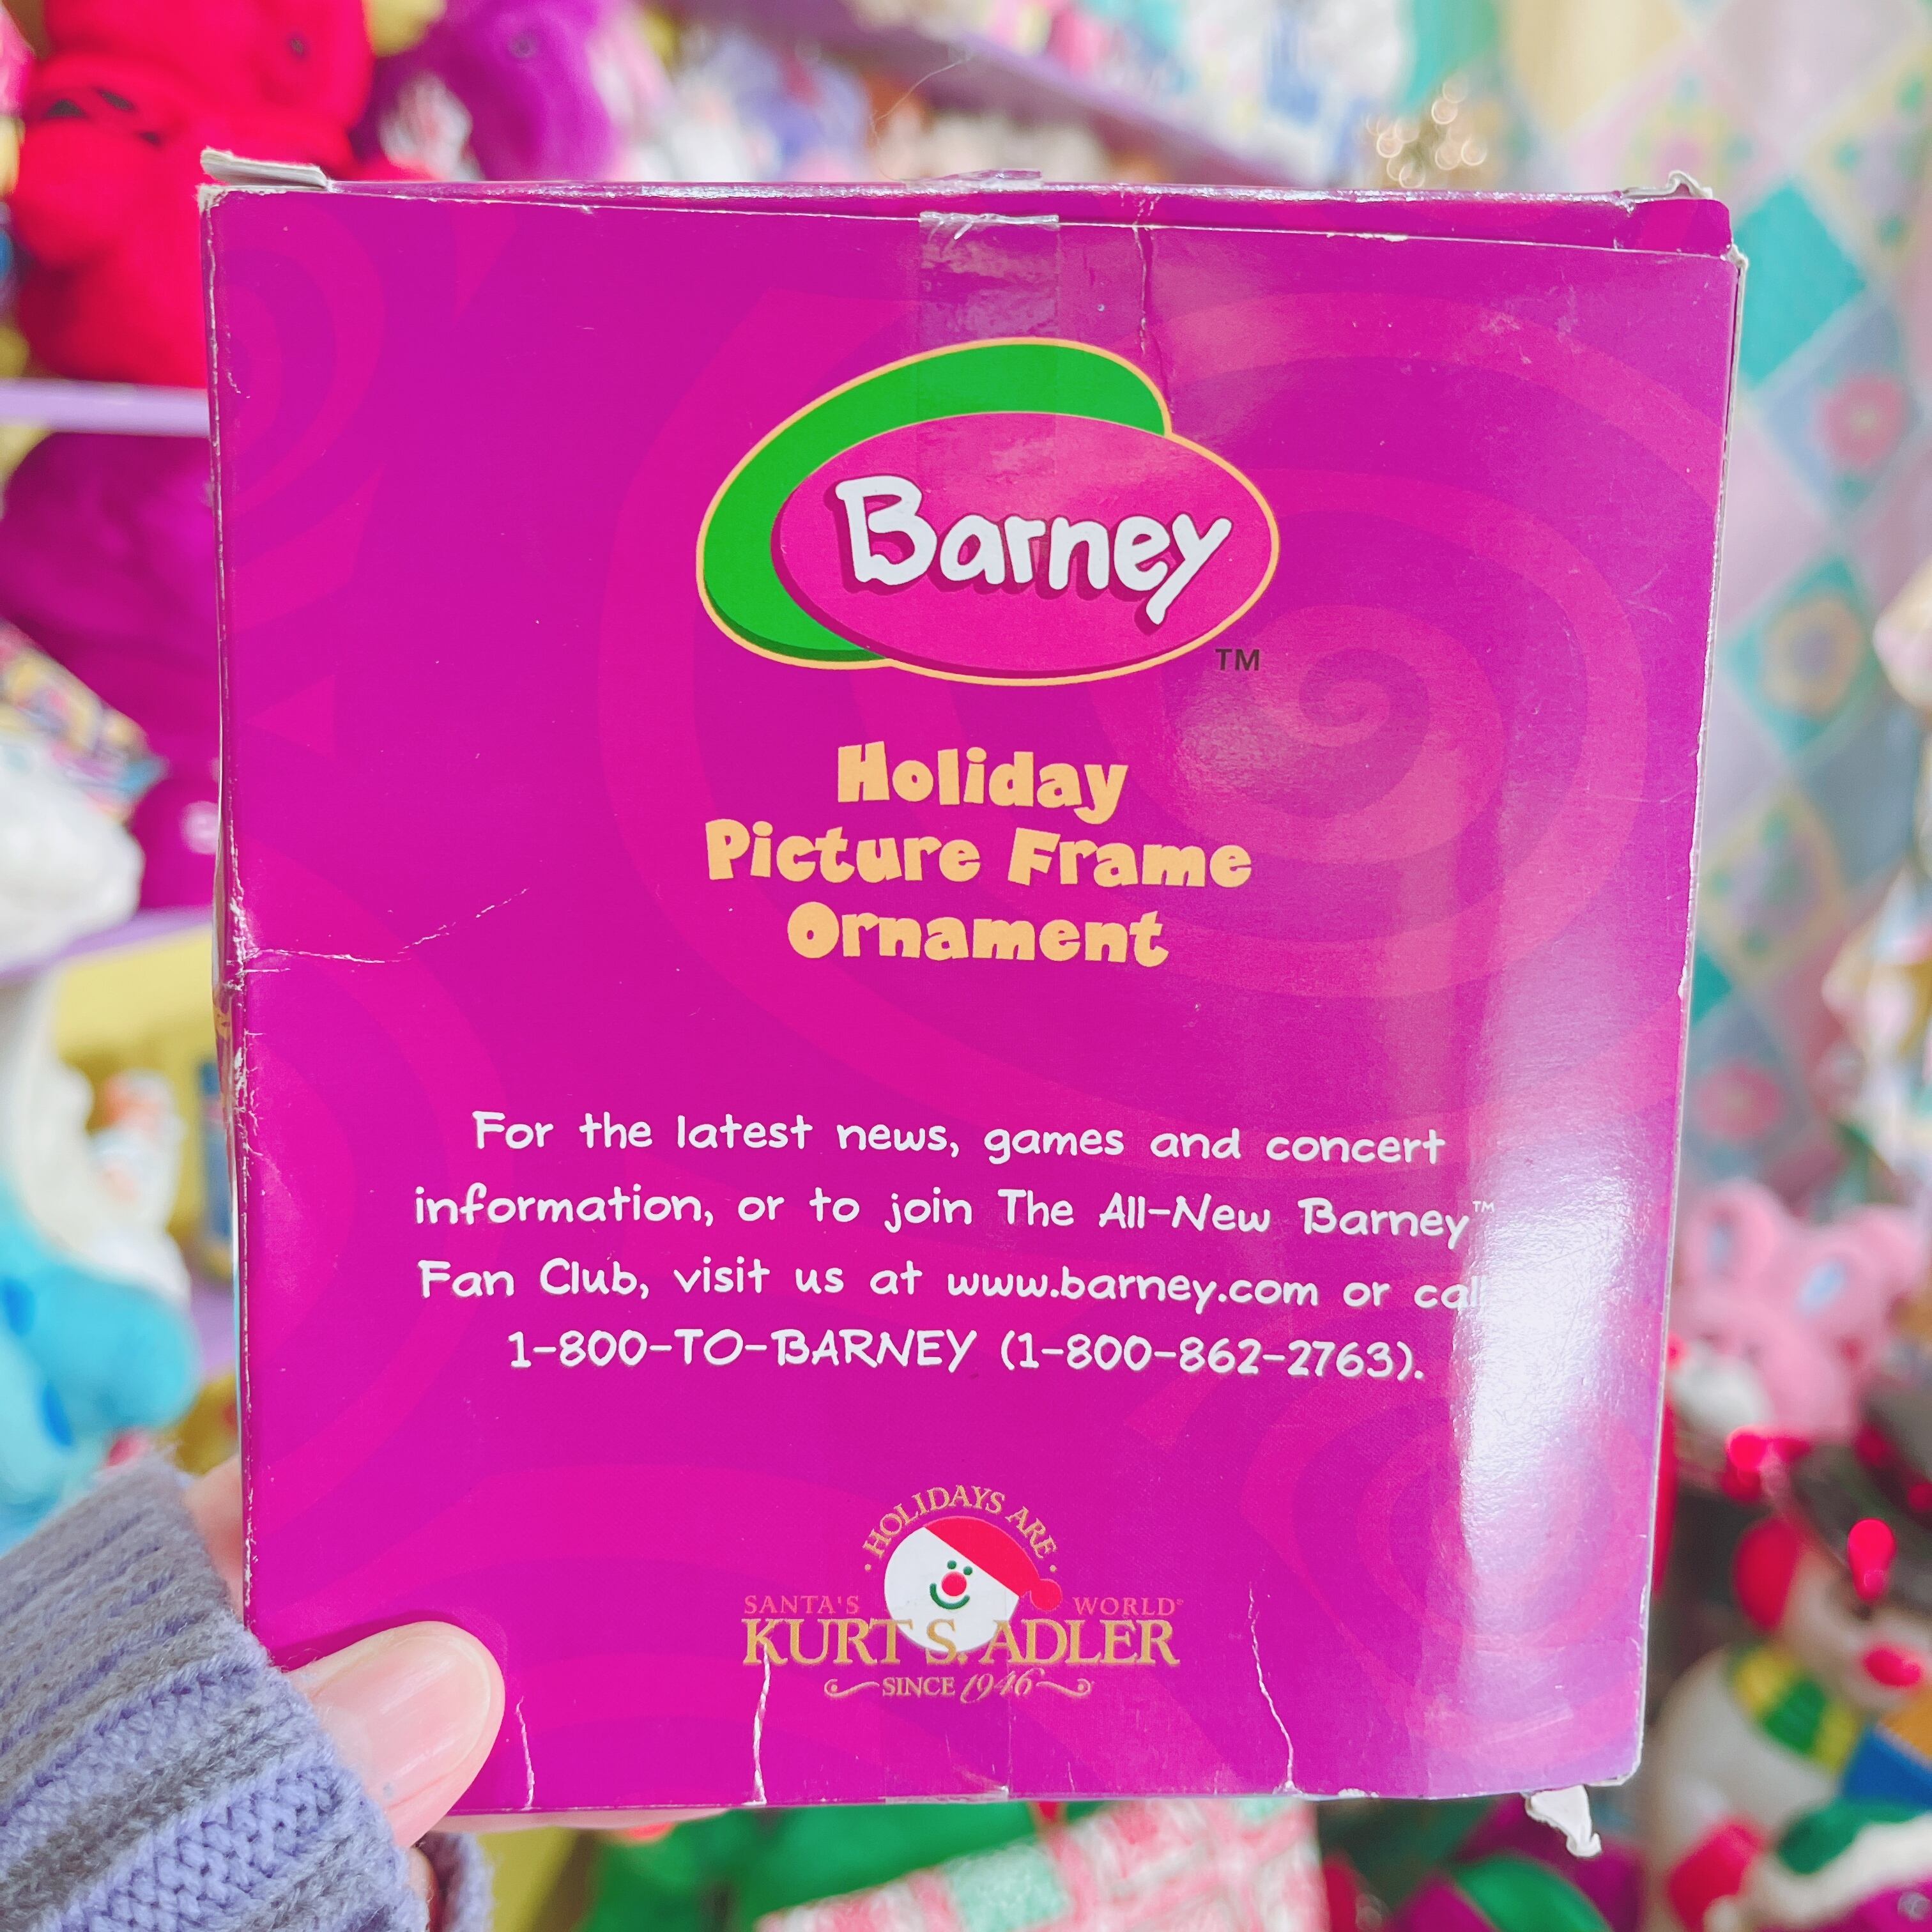 Barney
TM
Holiday
Picture Frame
Ornament
For the latest news, games and concert
information, or to join The All-New Barney™
Fan Club, visit us at www.barney.com or call
1-800-TO-BARNEY (1-800-862-2763).
· HOLIDAYS ARE ·
SANTA'S WORLD®
KURT S. ADLER
SINCE 1946